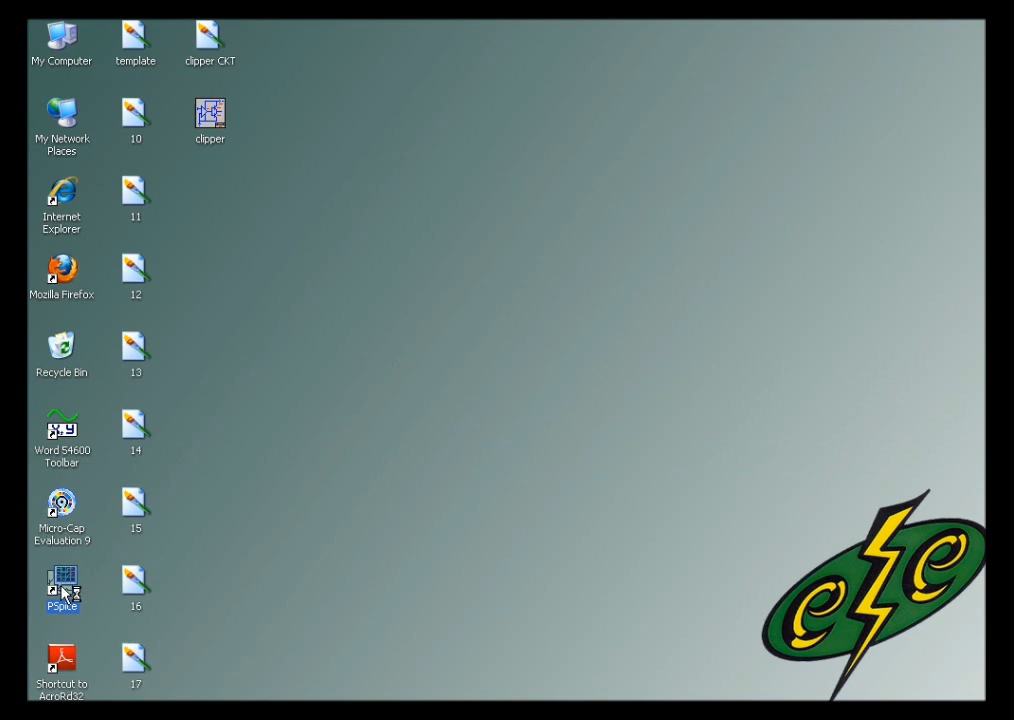 My Computer
template
clipper CKT
My Network
Places
10
clipper
Internet
Explorer
11
Mozilla Firefox
12
Recycle Bin
13
X,Y
Word 54600
Toolbar
14
Micro-Cap
Evaluation 9
15
PSpice
16
Shortcut to
AcroRd32
17
eTe